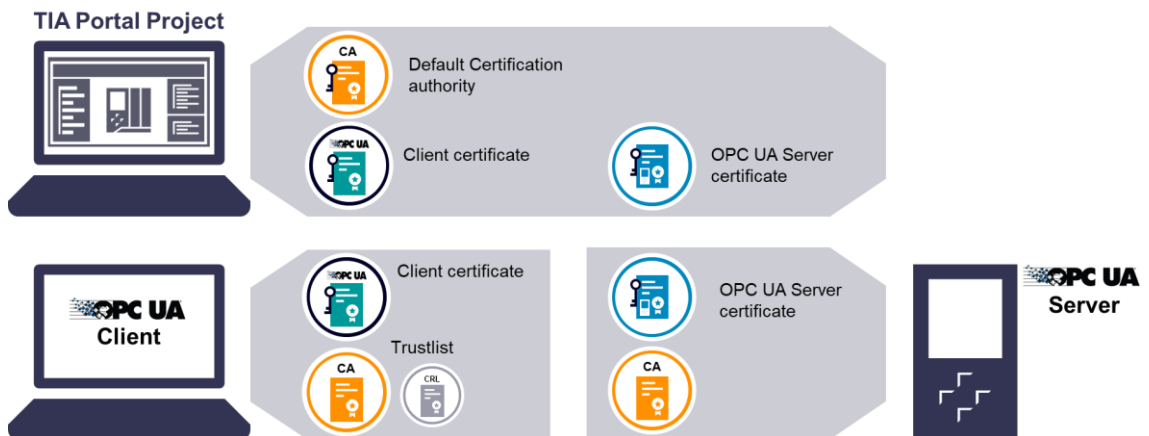 TIA Portal Project
CA
Default Certification
authority
OPC UA
Client certificate
OPC UA Server
certificate
OPC UA
Client
OPC UA
Client certificate
Trustlist
CA
CRL
OPC UA Server
certificate
CA
OPC UA
Server